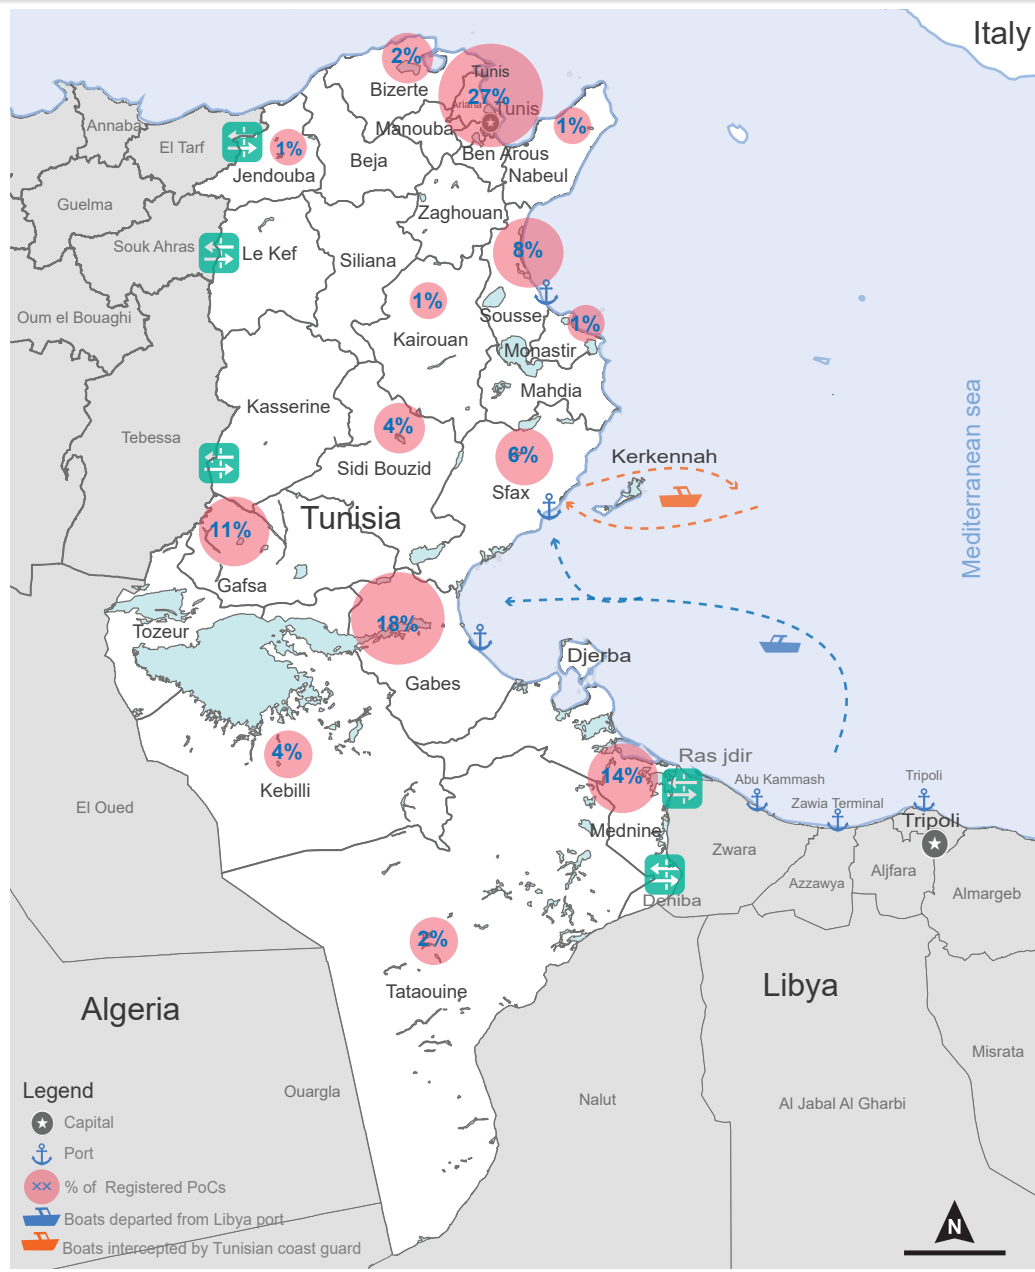 Italy
2%
Bizerte
Tunis
27%
Ariana
Tunis
Manouba
Ben Arous
1%
Nabeul
Annaba
El Tarf
1%
Jendouba
Beja
Guelma
Zaghouan
Souk Ahras
Le Kef
Siliana
8%
Oum el Bouaghi
1%
Kairouan
Sousse
1%
Monastir
Mahdia
Kasserine
Tebessa
4%
Sidi Bouzid
6%
Sfax
Kerkennah
Mediterranean sea
Tunisia
11%
Gafsa
18%
Tozeur
Gabes
Djerba
4%
Kebilli
El Oued
14%
Mednine
Ras jdir
Abu Kammash
Zawia Terminal
Tripoli
Tripoli
Zwara
Azzawya
Aljfara
Almargeb
Dehiba
2%
Tataouine
Algeria
Libya
Ouargla
Nalut
Al Jabal Al Gharbi
Misrata
Legend
Capital
Port
xx % of Registered PoCs
Boats departed from Libya port
Boats intercepted by Tunisian coast guard
N